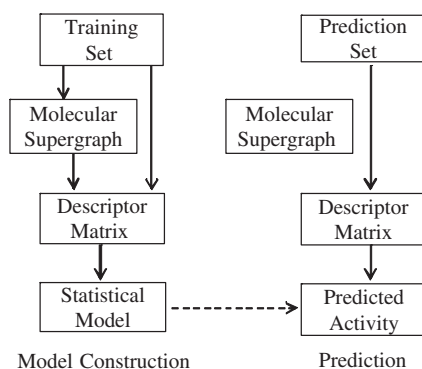 Training
Set
Prediction
Set
Molecular
Supergraph
Molecular
Supergraph
Descriptor
Matrix
Descriptor
Matrix
Statistical
Model
Predicted
Activity
Model Construction
Prediction